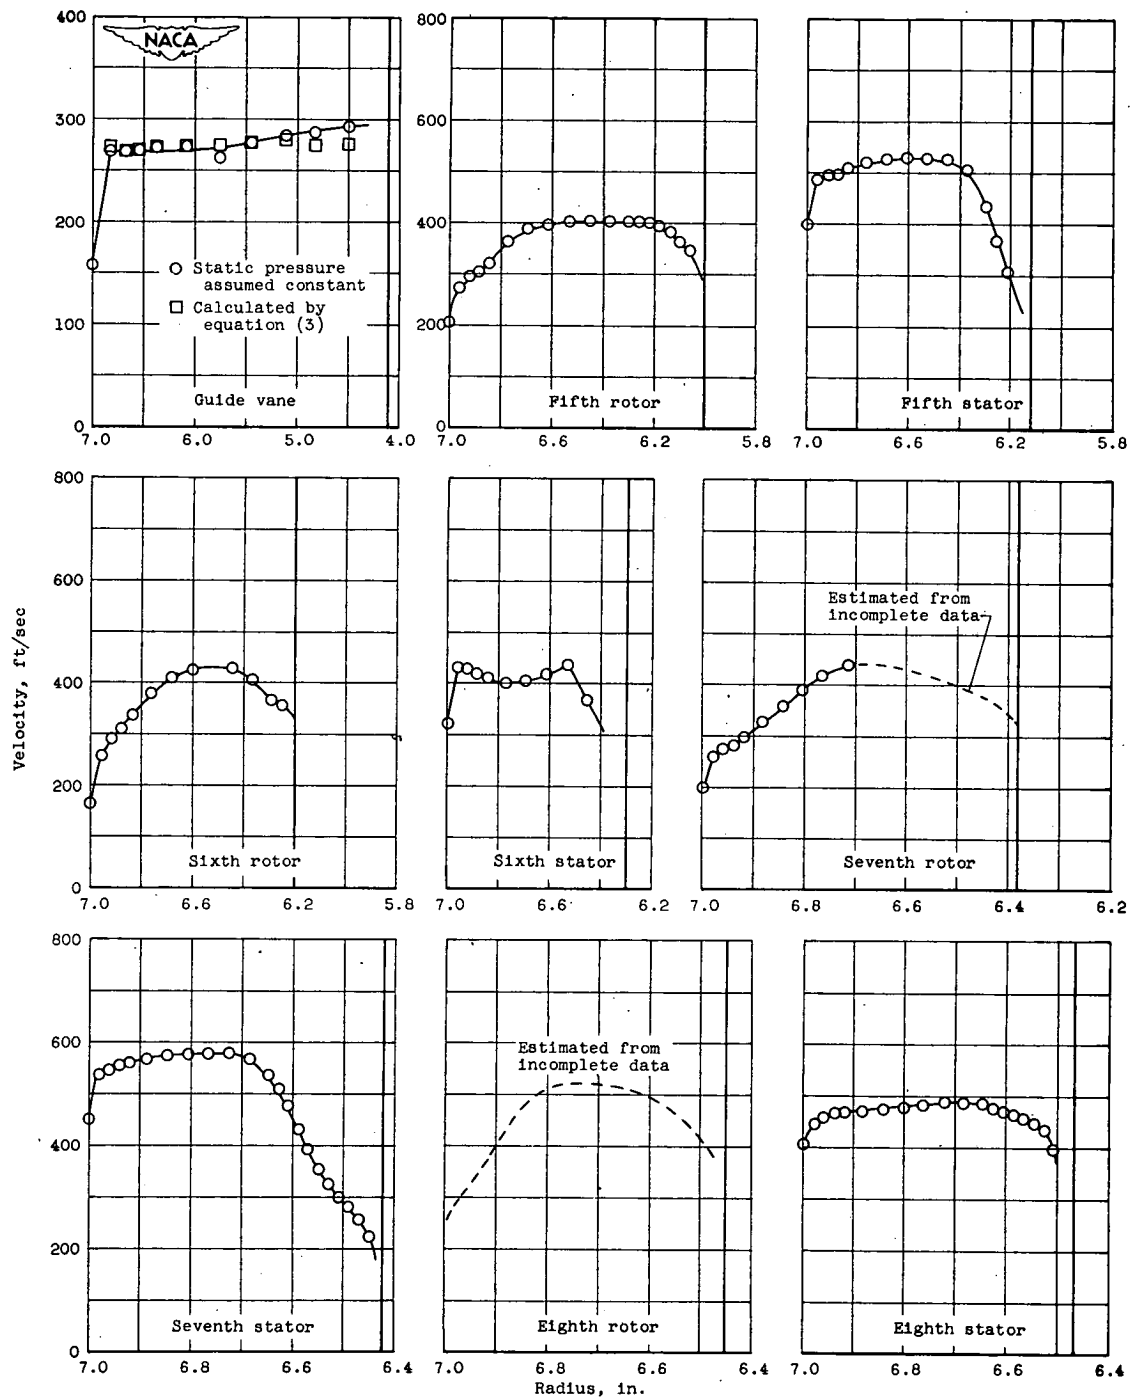 400
NACA
300
200
Static pressure
assumed constant
Calculated by
equation (3)
100
Guide vane
0
7.0 6.0 5.0 4.0
800
600
400
200
Fifth rotor
0
7.0 6.6 6.2 5.8
Fifth stator
7.0 6.6 6.2 5.8
Velocity, ft/sec
800
600
400
200
Sixth rotor
0
7.0 6.6 6.2 5.8
Sixth stator
7.0 6.6 6.2
Estimated from
incomplete data
Seventh rotor
6.8 6.6 6.4 6.2
800
600
400
200
Seventh stator
0
7.0 6.8 6.6 6.4
Estimated from
incomplete data
Eighth rotor
7.0 6.8 6.6 6.4
Eighth stator
7.0 6.8 6.6 6.4
Radius, in.